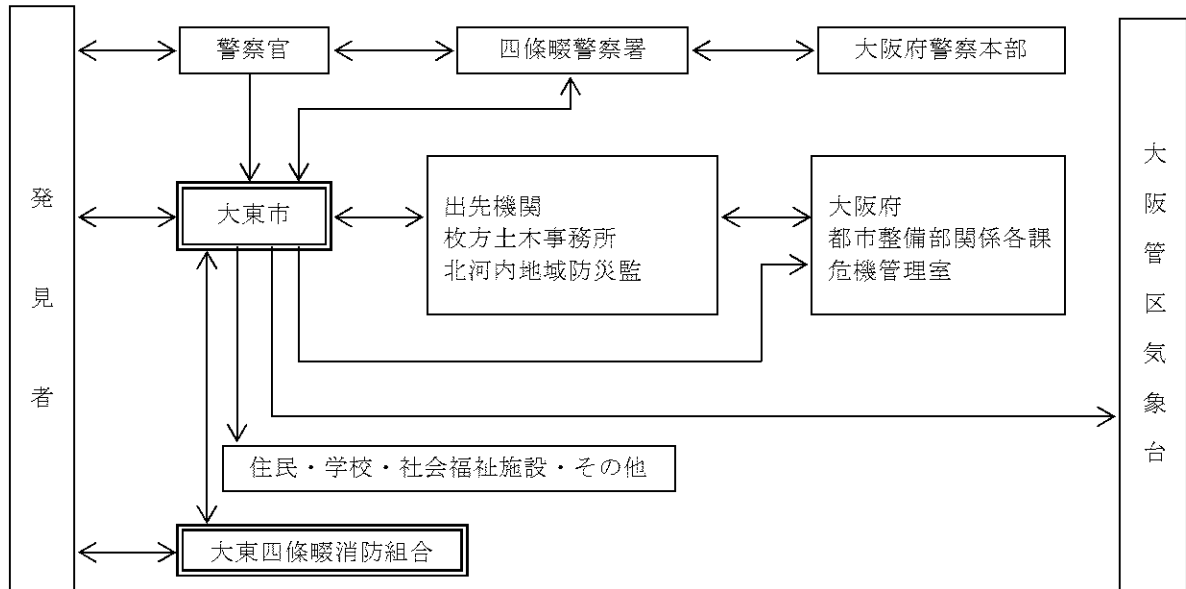 発見者
警察官
四條畷警察署
大阪府警察本部
大東市
出先機関
枚方土木事務所
北河内地域防災監
大阪府
都市整備部関係各課
危機管理室
住民・学校・社会福祉施設・その他
大東四條畷消防組合
大阪管区気象台